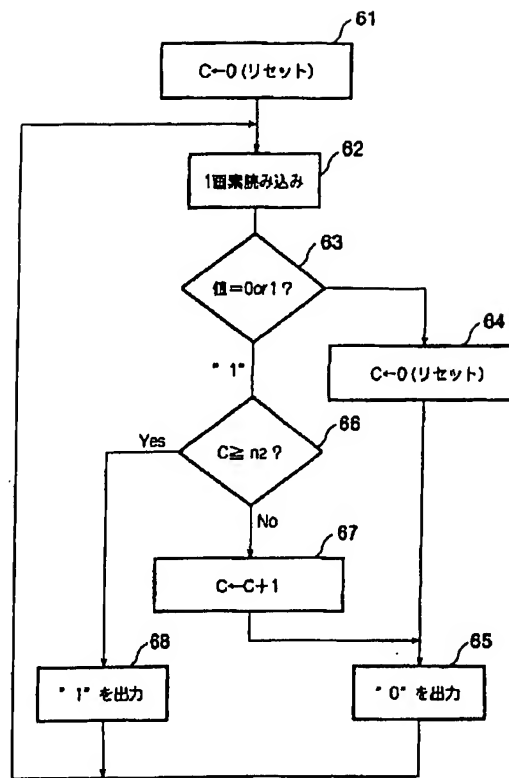 61
C←0(リセット)
62
1画素読み込み
63
値=0or1?
64
"1"
C←0(リセット)
66
Yes
C≧n2?
No
67
C←C+1
68
65
"1"を出力
"0"を出力